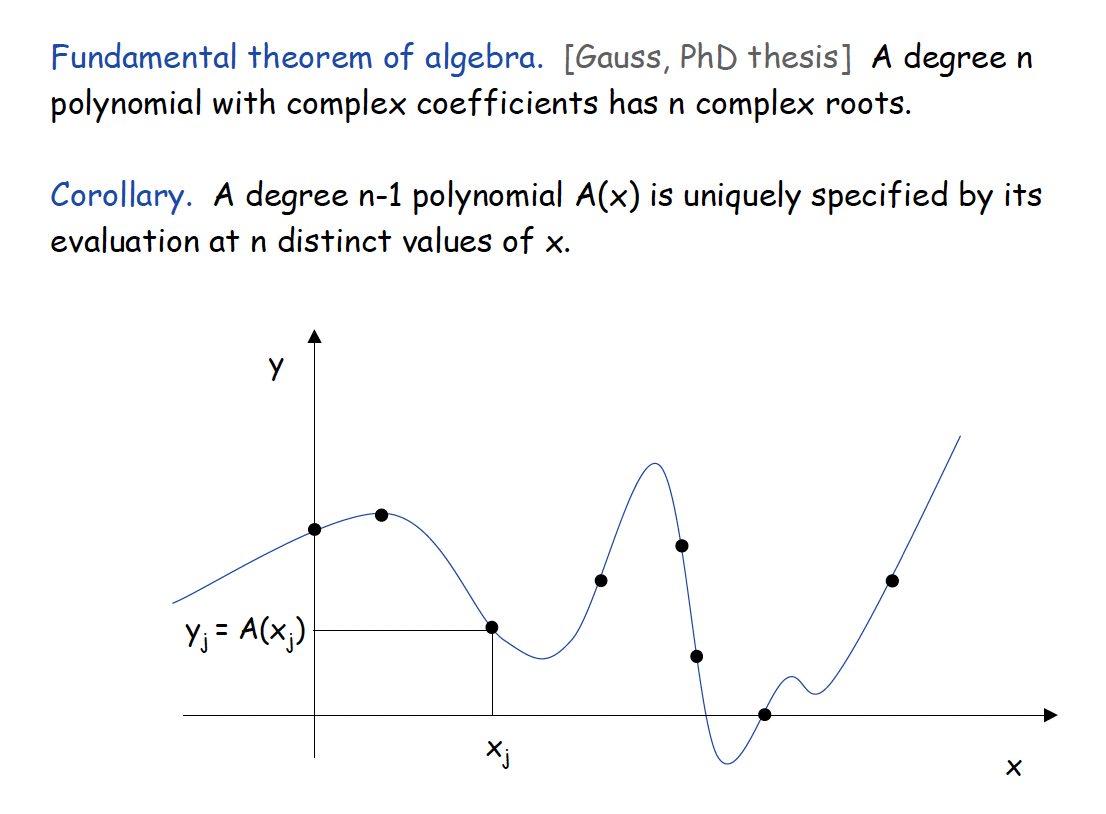 Fundamental theorem of algebra. [Gauss, PhD thesis] A degree n
polynomial with complex coefficients has n complex roots.
Corollary. A degree n-1 polynomial A(x) is uniquely specified by its
evaluation at n distinct values of x.
y
yj = A(xj)
xj
x